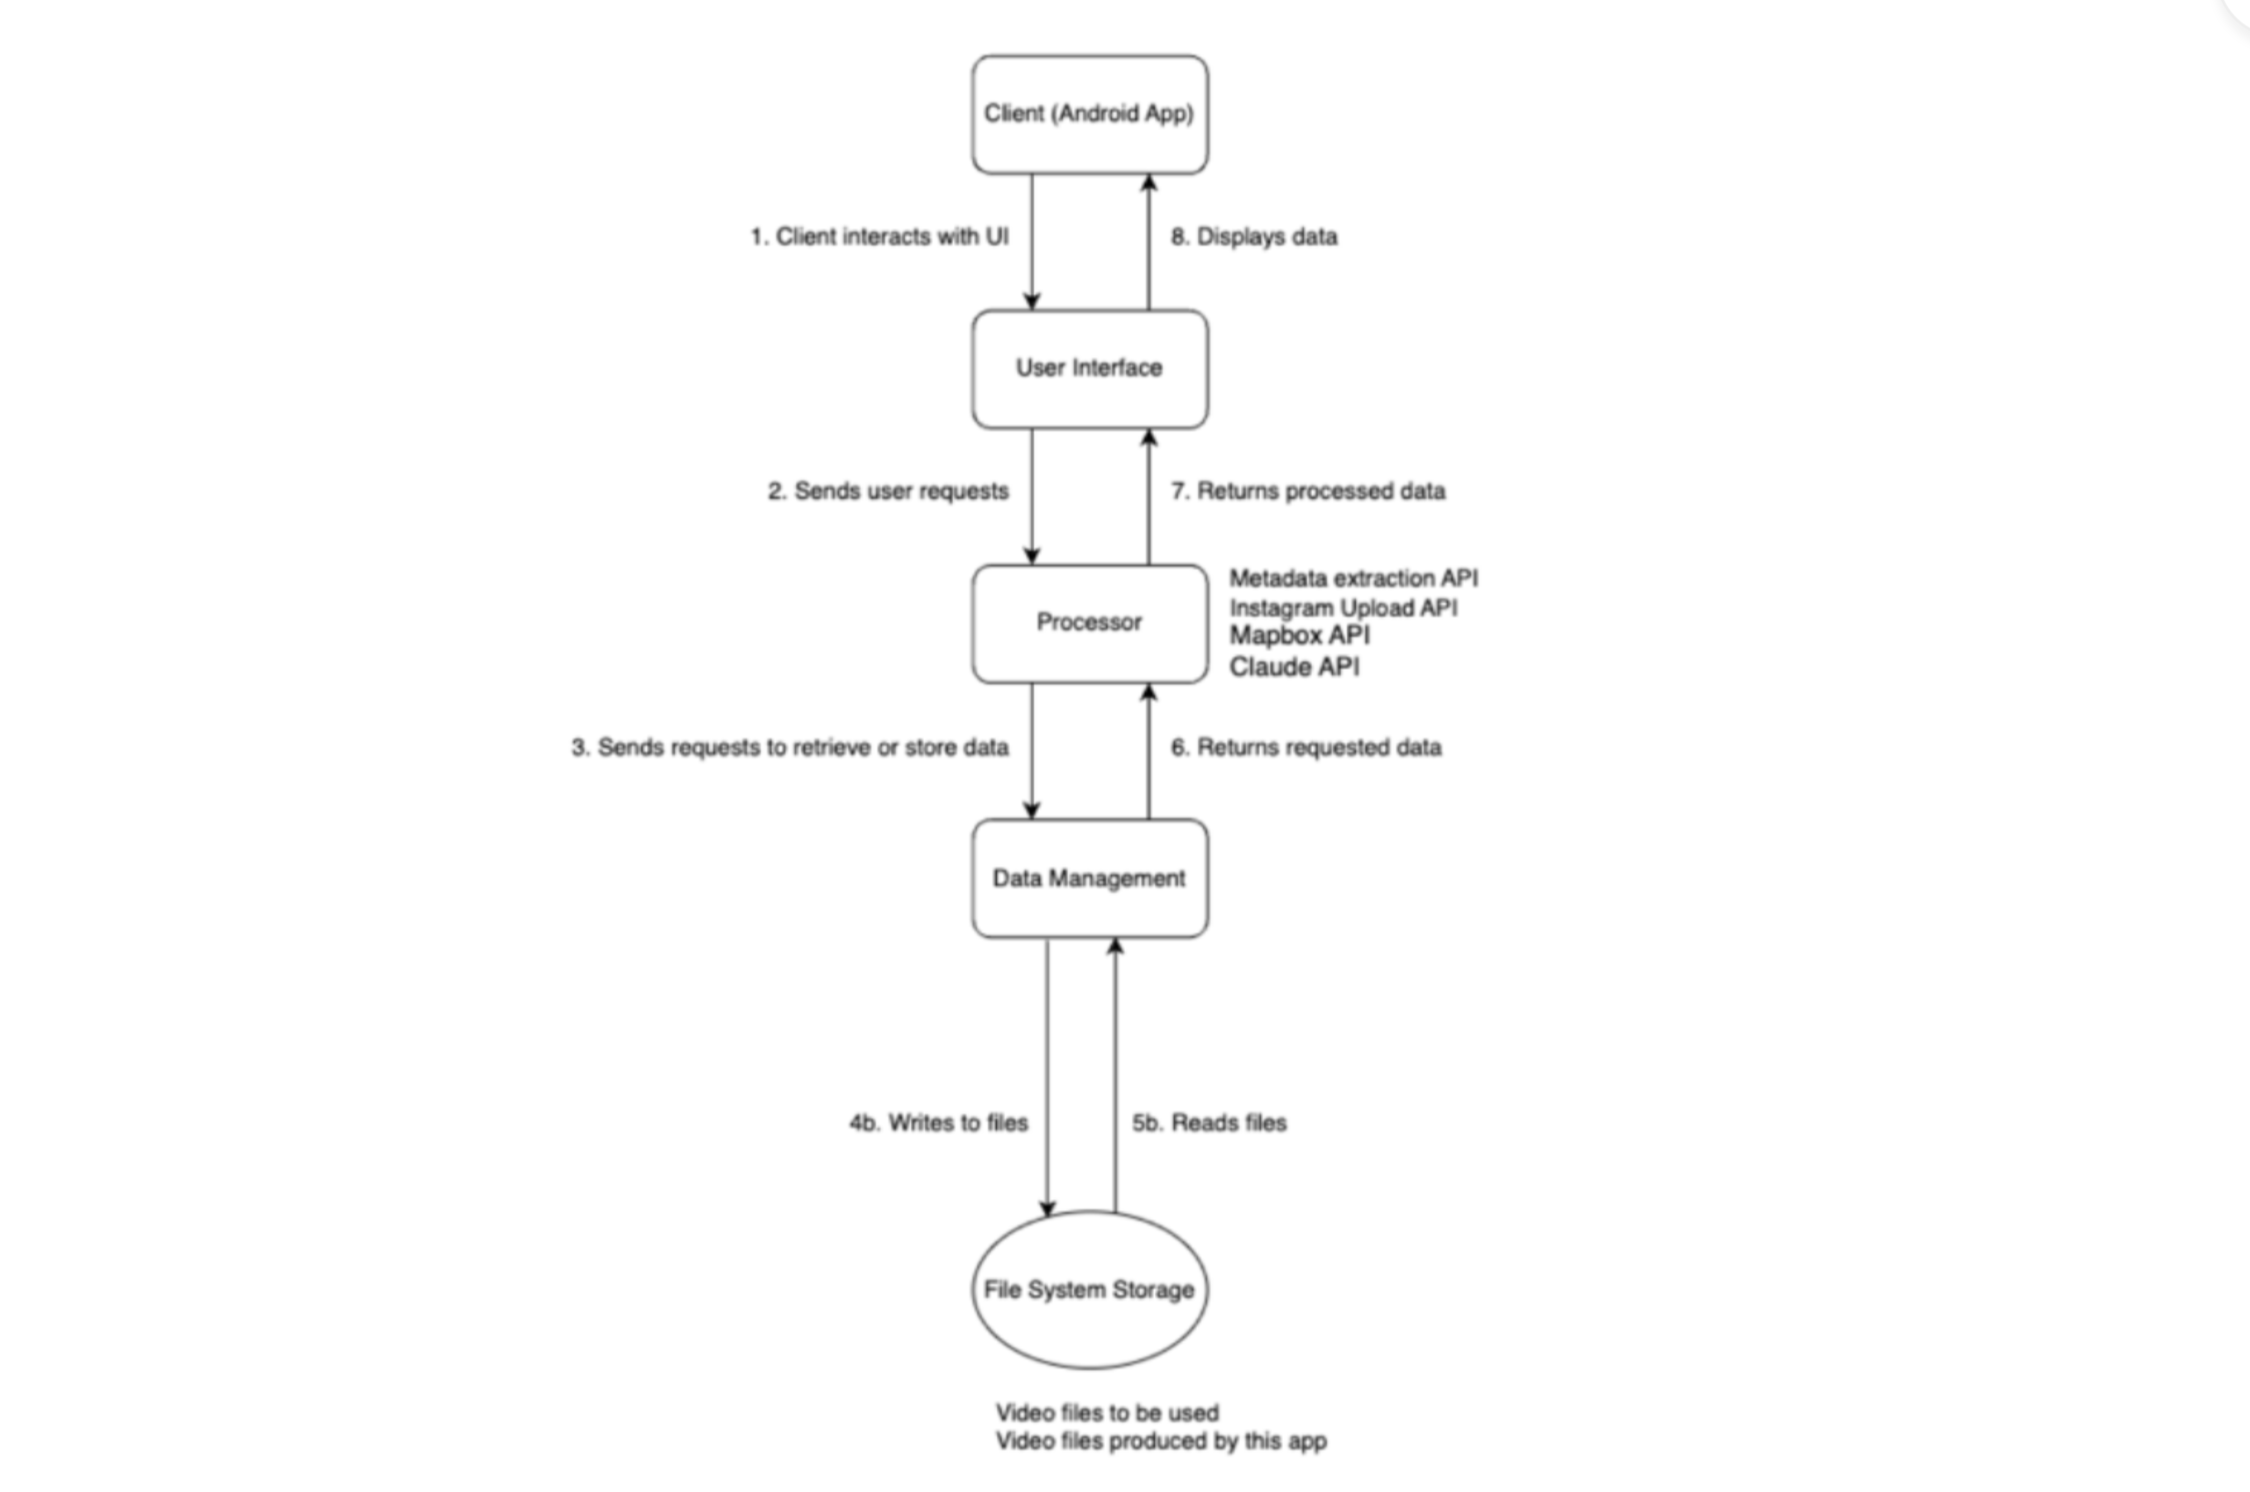 Client (Android App)
1. Client interacts with UI
8. Displays data
User Interface
2. Sends user requests
7. Returns processed data
Processor
Metadata extraction API
Instagram Upload API
Mapbox API
Claude API
3. Sends requests to retrieve or store data
6. Returns requested data
Data Management
4b. Writes to files
5b. Reads files
File System Storage
Video files to be used
Video files produced by this app